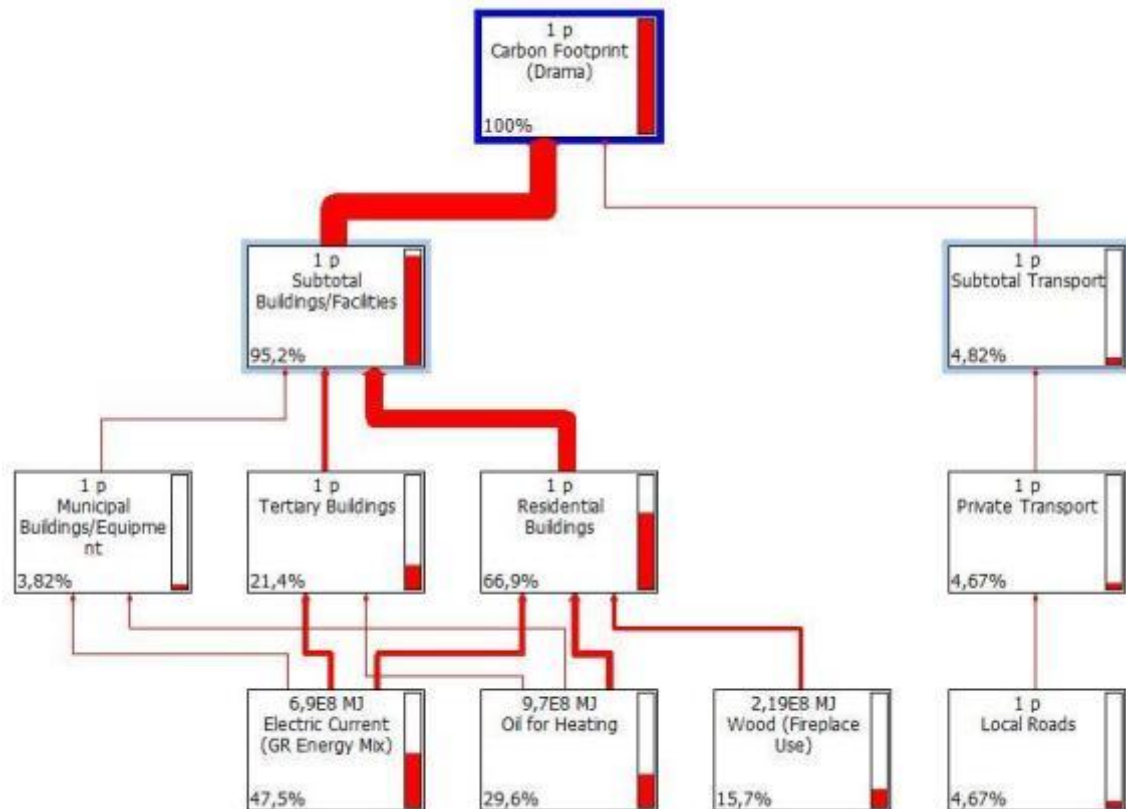 1 p
Carbon Footprint
(Drama)
100%
1 p
Subtotal
Buildings/Facilities
95,2%
1 p
Subtotal Transport
4,82%
1 p
Municipal
Buildings/Equipme
nt
3,82%
1 p
Tertiary Buildings
21,4%
1 p
Residential
Buildings
66,9%
1 p
Private Transport
4,67%
6,9E8 MJ
Electric Current
(GR Energy Mix)
47,5%
9,7E8 MJ
Oil for Heating
29,6%
2,19E8 MJ
Wood (Fireplace
Use)
15,7%
1 p
Local Roads
4,67%